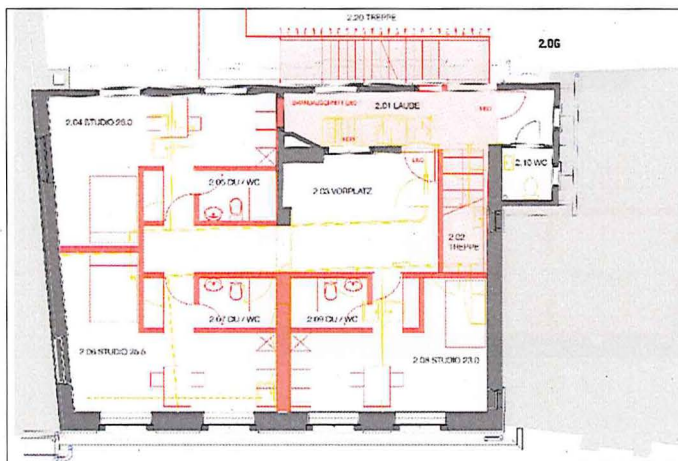 2.20 TREPPE
2.OG
2.01 LAUBE
2.04 STUDIO 26.0
2.10 WC
2.05 DU / WC
2.03 VORPLATZ
2.02
TREPPE
2.07 DU / WC
2.09 DU / WC
2.06 STUDIO 25.5
2.08 STUDIO 23.0